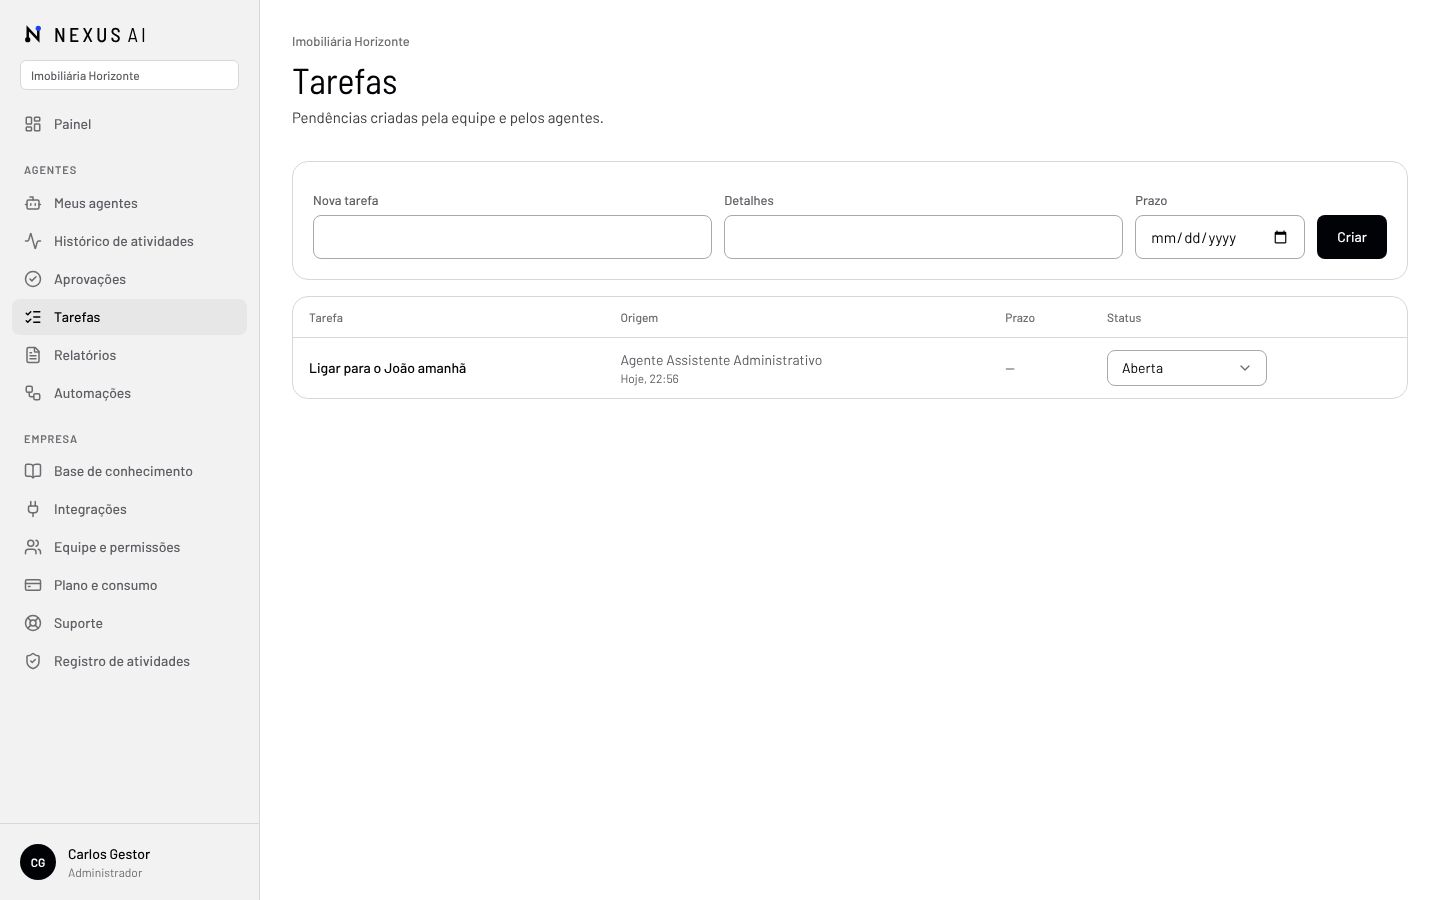 NEXUS AI
Imobiliária Horizonte
Painel
AGENTES
Meus agentes
Histórico de atividades
Aprovações
Tarefas
Relatórios
Automações
EMPRESA
Base de conhecimento
Integrações
Equipe e permissões
Plano e consumo
Suporte
Registro de atividades
CG
Carlos Gestor
Administrador
Imobiliária Horizonte
Tarefas
Pendências criadas pela equipe e pelos agentes.
Nova tarefa
Detalhes
Prazo
mm/dd/yyyy
Criar
Tarefa
Origem
Prazo
Status
Ligar para o João amanhã
Agente Assistente Administrativo
Hoje, 22:56
—
Aberta